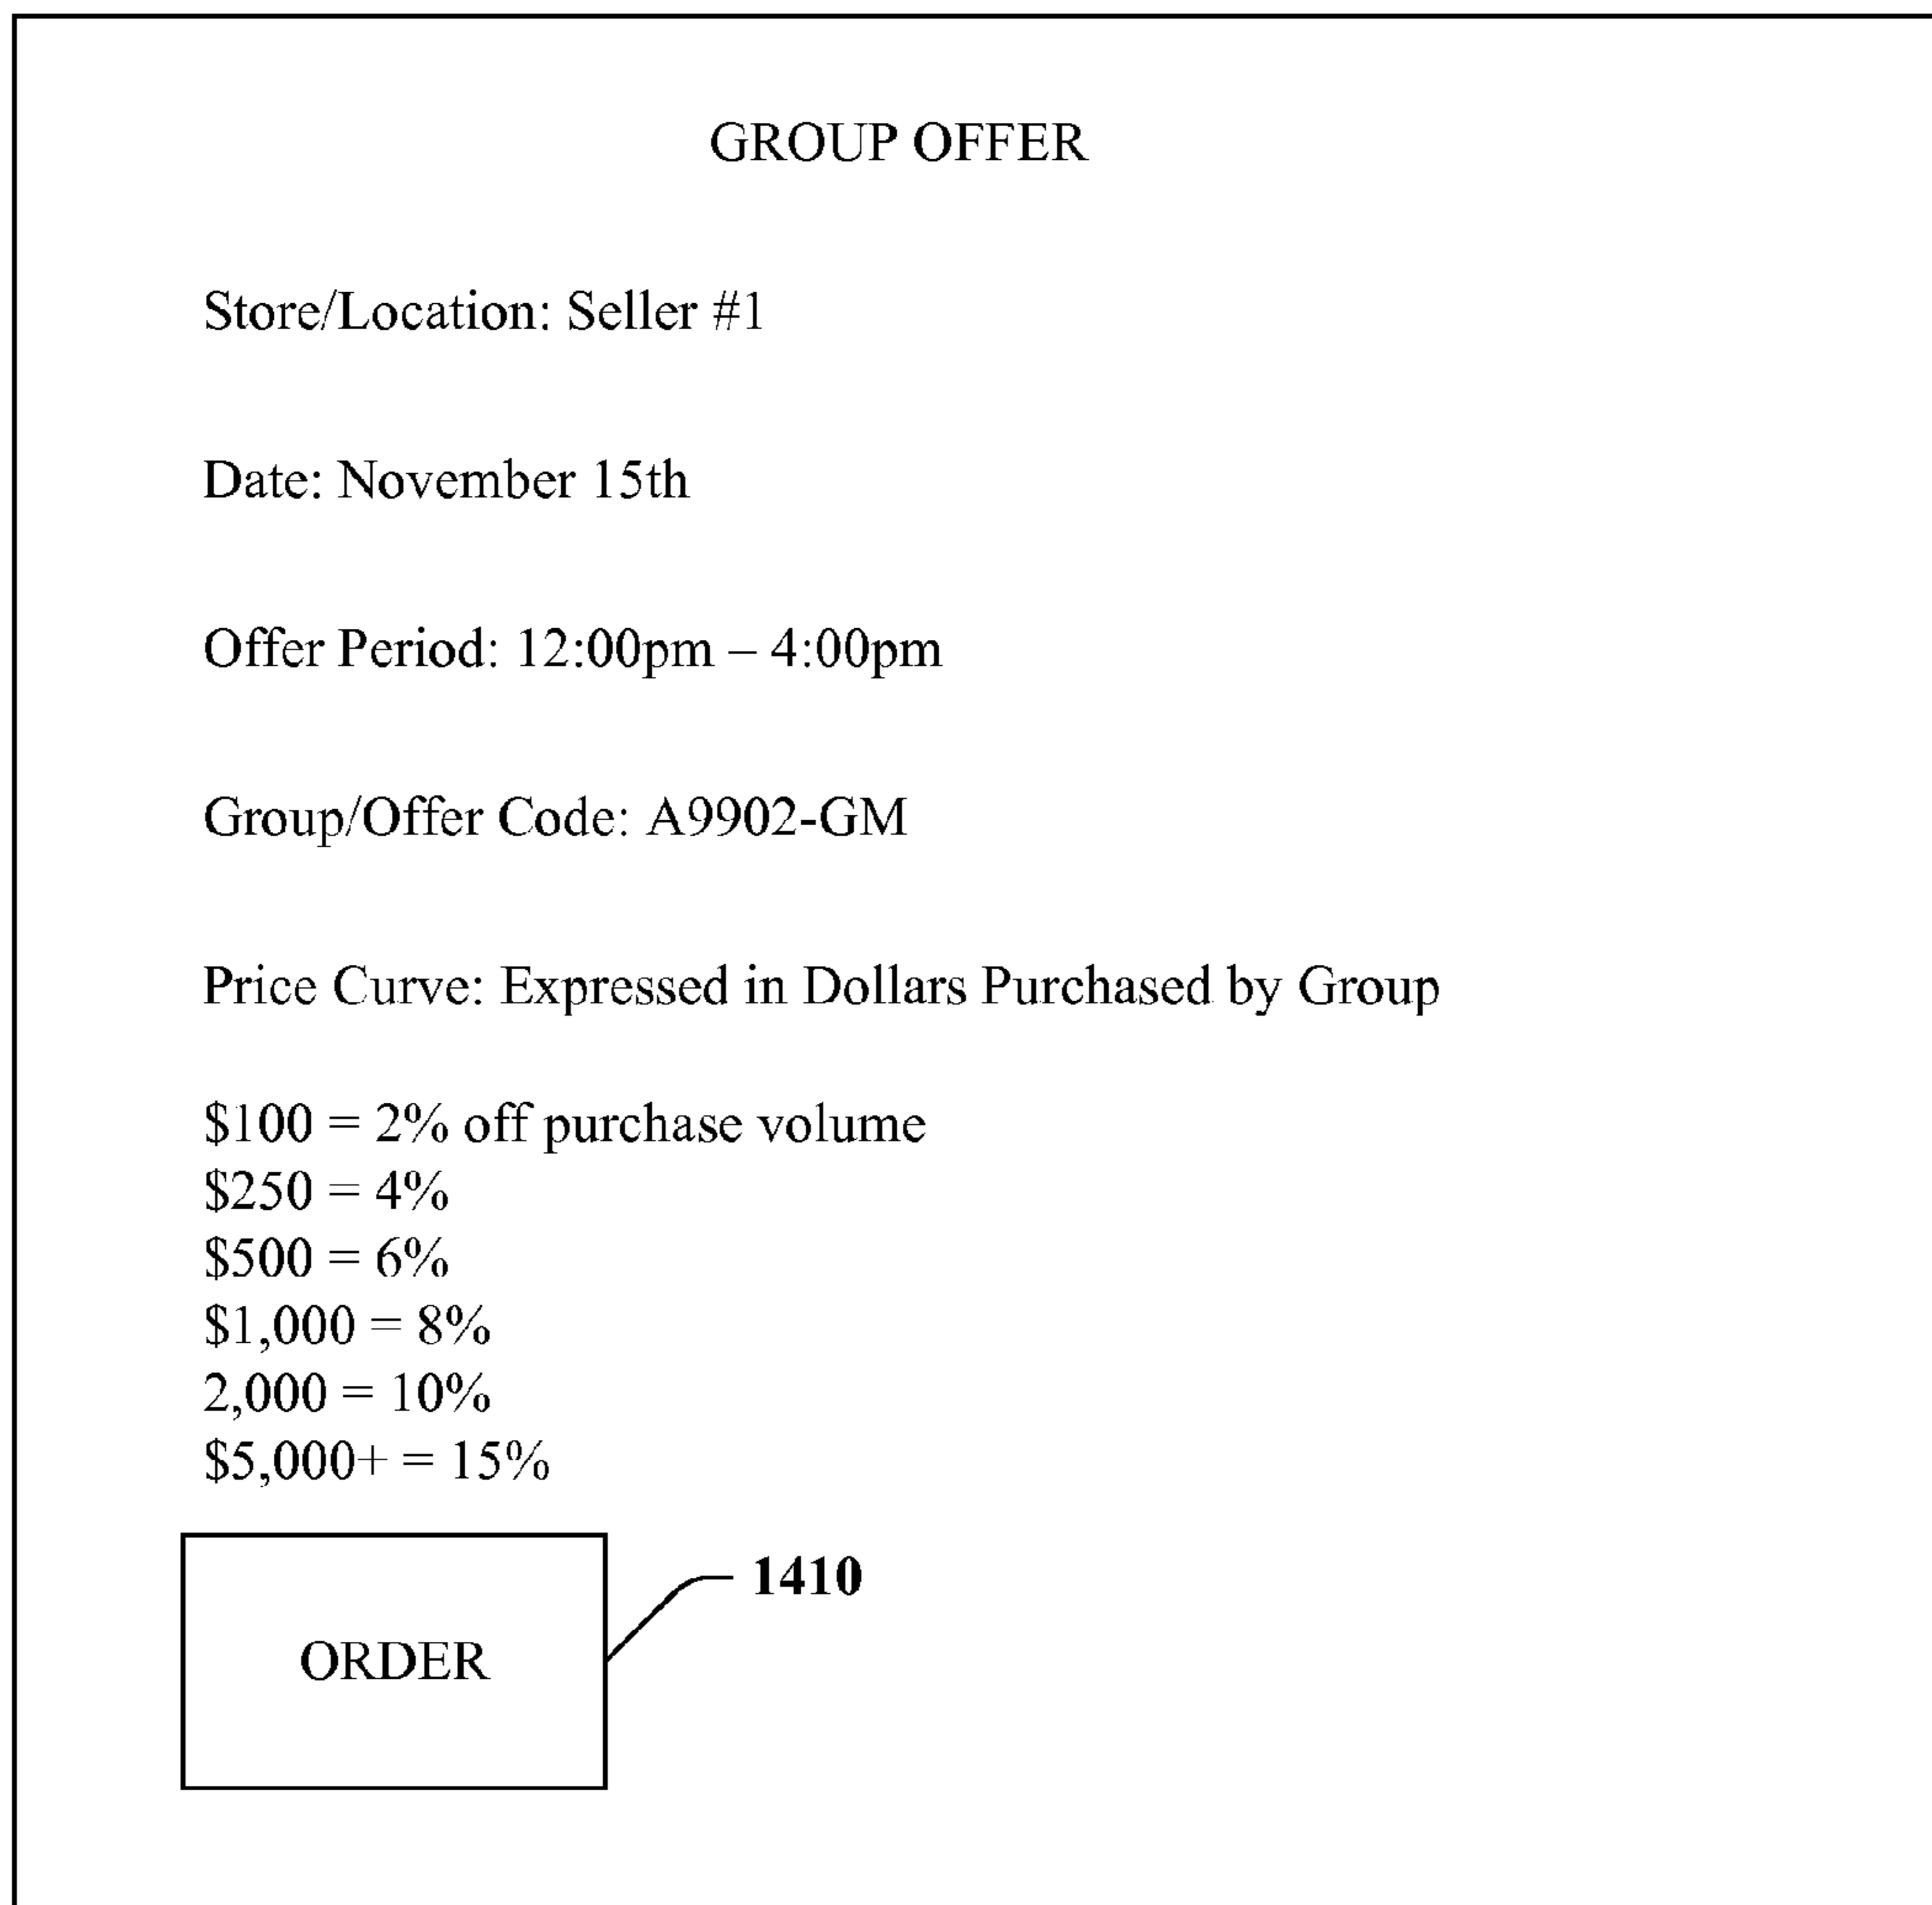 GROUP OFFER
Store/Location: Seller #1
Date: November 15th
Offer Period: 12:00pm – 4:00pm
Group/Offer Code: A9902-GM
Price Curve: Expressed in Dollars Purchased by Group
$100 = 2% off purchase volume
$250 = 4%
$500 = 6%
$1,000 = 8%
2,000 = 10%
$5,000+ = 15%
1410
ORDER